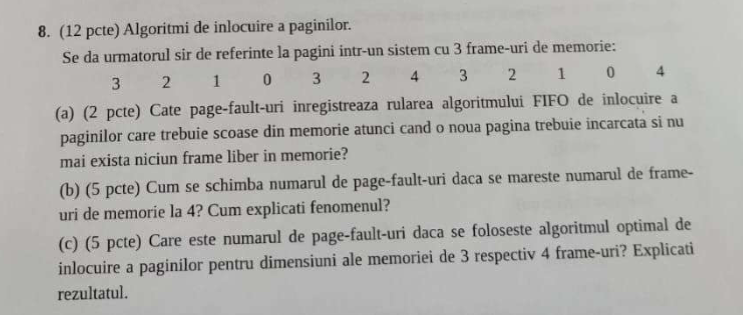 8. (12 pcte) Algoritmi de inlocuire a paginilor.
Se da urmatorul sir de referinte la pagini intr-un sistem cu 3 frame-uri de memorie:
3 2 1 0 3 2 4 3 2 1 0 4
(a) (2 pcte) Cate page-fault-uri inregistreaza rularea algoritmului FIFO de inlocuire a
paginilor care trebuie scoase din memorie atunci cand o noua pagina trebuie incarcata si nu
mai exista niciun frame liber in memorie?
(b) (5 pcte) Cum se schimba numarul de page-fault-uri daca se mareste numarul de frame-
uri de memorie la 4? Cum explicati fenomenul?
(c) (5 pcte) Care este numarul de page-fault-uri daca se foloseste algoritmul optimal de
inlocuire a paginilor pentru dimensiuni ale memoriei de 3 respectiv 4 frame-uri? Explicati
rezultatul.